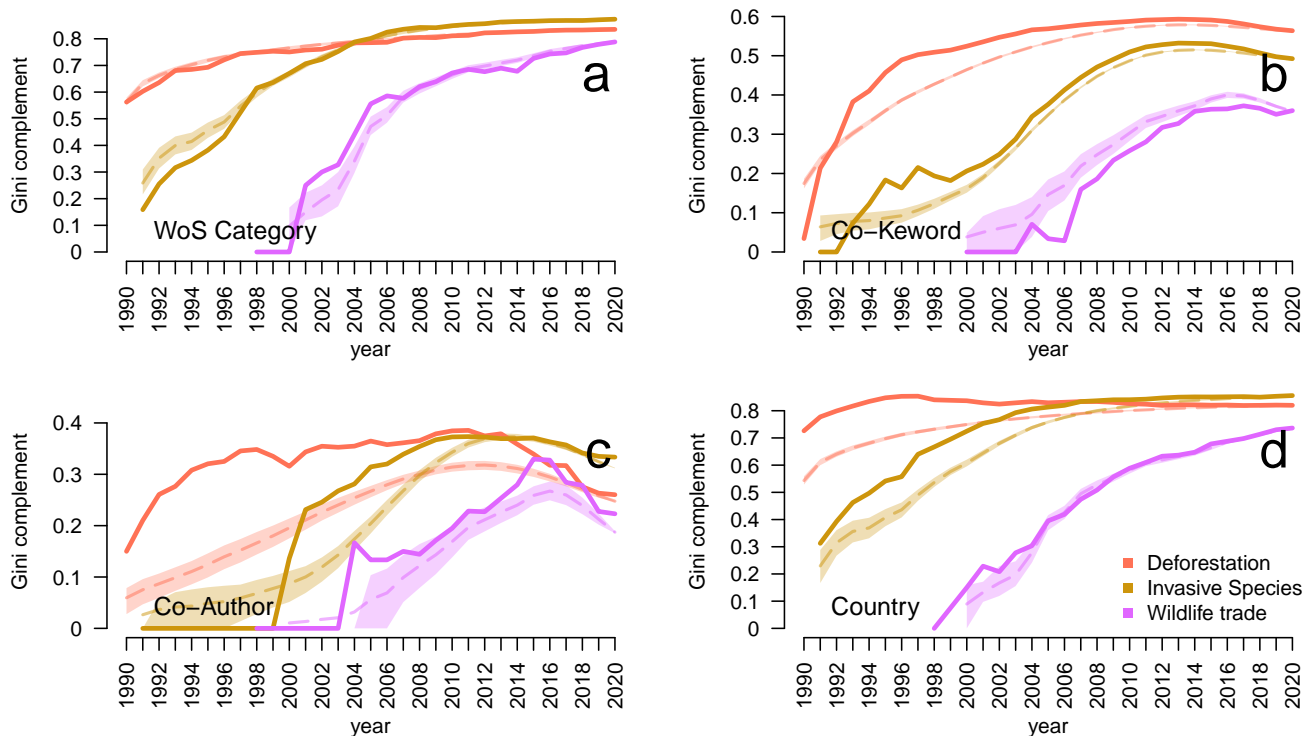 Gini complement
0.8
0.7
0.6
0.5
0.4
0.3
0.2
0.1
0
a
WoS Category
1990 1992 1994 1996 1998 2000 2002 2004 2006 2008 2010 2012 2014 2016 2018 2020
year
Gini complement
0.6
0.5
0.4
0.3
0.2
0.1
0
b
Co−Keword
1990 1992 1994 1996 1998 2000 2002 2004 2006 2008 2010 2012 2014 2016 2018 2020
year
Gini complement
0.4
0.3
0.2
0.1
0
c
Co−Author
1990 1992 1994 1996 1998 2000 2002 2004 2006 2008 2010 2012 2014 2016 2018 2020
year
Gini complement
0.8
0.7
0.6
0.5
0.4
0.3
0.2
0.1
0
d
Country
Deforestation
Invasive Species
Wildlife trade
1990 1992 1994 1996 1998 2000 2002 2004 2006 2008 2010 2012 2014 2016 2018 2020
year